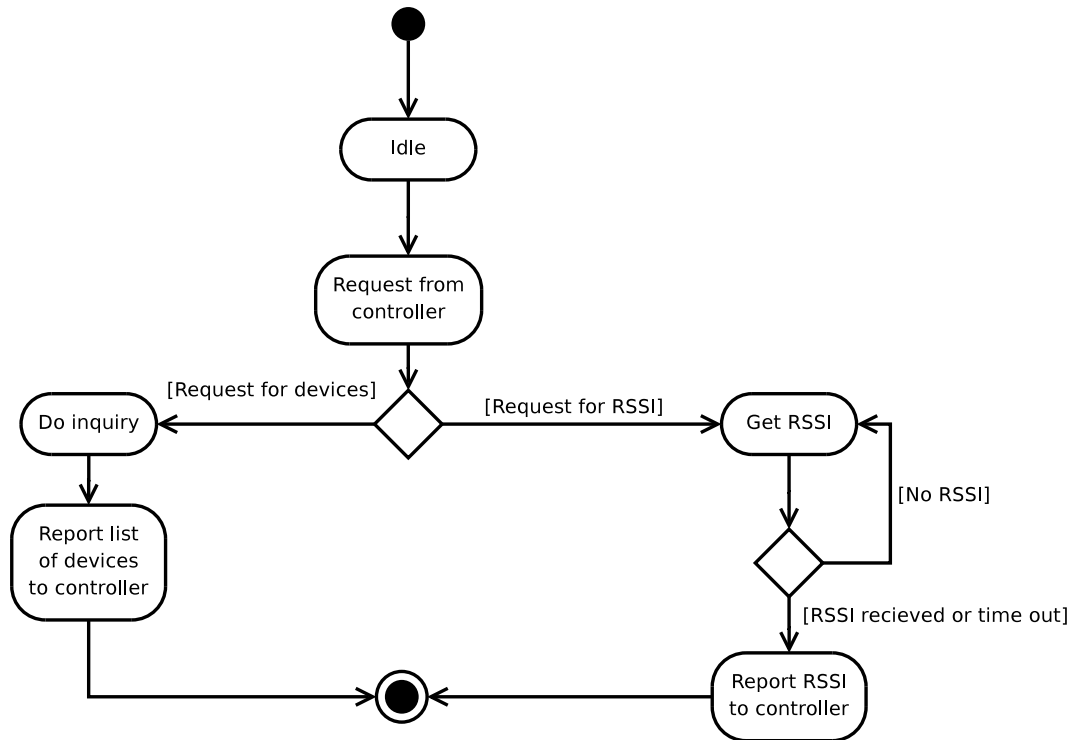 Idle
Request from
controller
[Request for devices]
[Request for RSSI]
Do inquiry
Get RSSI
[No RSSI]
Report list
of devices
to controller
[RSSI recieved or time out]
Report RSSI
to controller